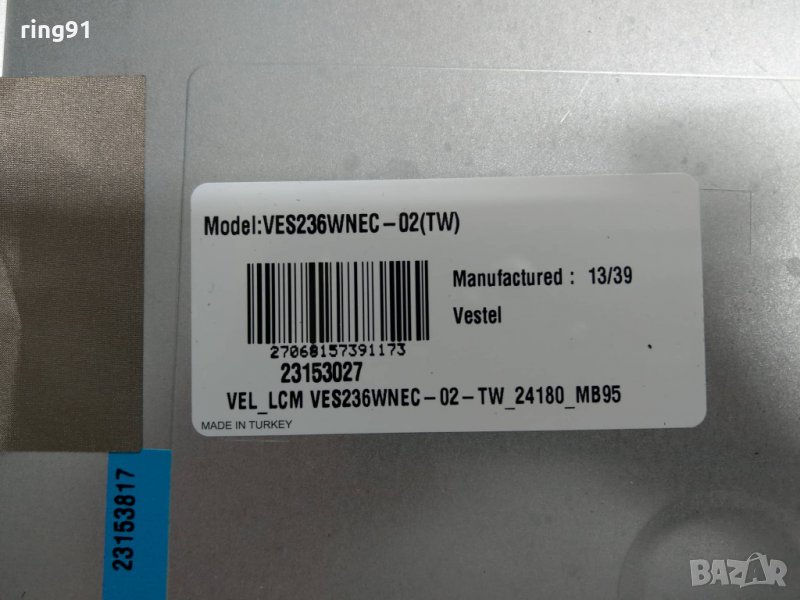 ring91
Model:VES236WNEC-02(TW)
Manufactured : 13/39
Vestel
27068157391173
23153027
VEL_LCM VES236WNEC-02-TW_24180_MB95
MADE IN TURKEY
23153817
BAZAR